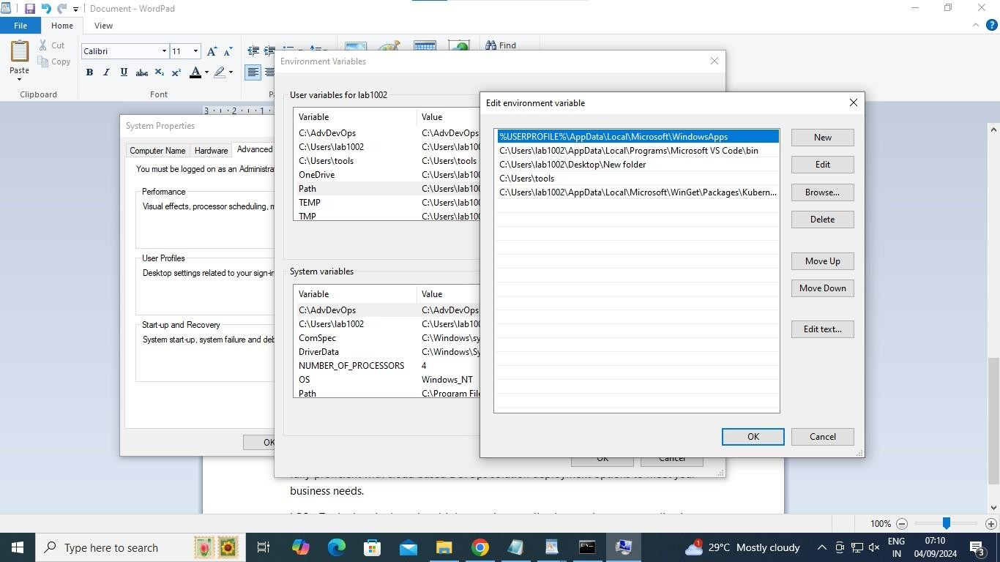 Document - WordPad
File
Home
View
Paste
Cut
Copy
Clipboard
Calibri
11
B
I
U
abc
X₂
X²
A
Font
Find
3 · ı · 2 · ı · 1 ·
System Properties
Computer Name
Hardware
Advanced
You must be logged on as an Administra
Performance
Visual effects, processor scheduling, m
User Profiles
Desktop settings related to your sign-in
Start-up and Recovery
System start-up, system failure and deb
OK
Environment Variables
User variables for lab1002
Variable Value
C:\AdvDevOps C:\AdvDevOps
C:\Users\lab1002 C:\Users\lab100
C:\Users\tools C:\Users\tools
OneDrive C:\Users\lab100
Path C:\Users\lab100
TEMP C:\Users\lab100
TMP C:\Users\lab100
System variables
Variable Value
C:\AdvDevOps C:\AdvDevOps
C:\Users\lab1002 C:\Users\lab100
ComSpec C:\Windows\sy
DriverData C:\Windows\Sy
NUMBER_OF_PROCESSORS 4
OS Windows_NT
Path C:\Program File
OK Cancel
Edit environment variable
%USERPROFILE%\AppData\Local\Microsoft\WindowsApps
C:\Users\lab1002\AppData\Local\Programs\Microsoft VS Code\bin
C:\Users\lab1002\Desktop\New folder
C:\Users\tools
C:\Users\lab1002\AppData\Local\Microsoft\WinGet\Packages\Kubern...
New
Edit
Browse...
Delete
Move Up
Move Down
Edit text...
OK
Cancel
business needs.
100%
Type here to search
29°C Mostly cloudy
ENG
IN
07:10
04/09/2024
3